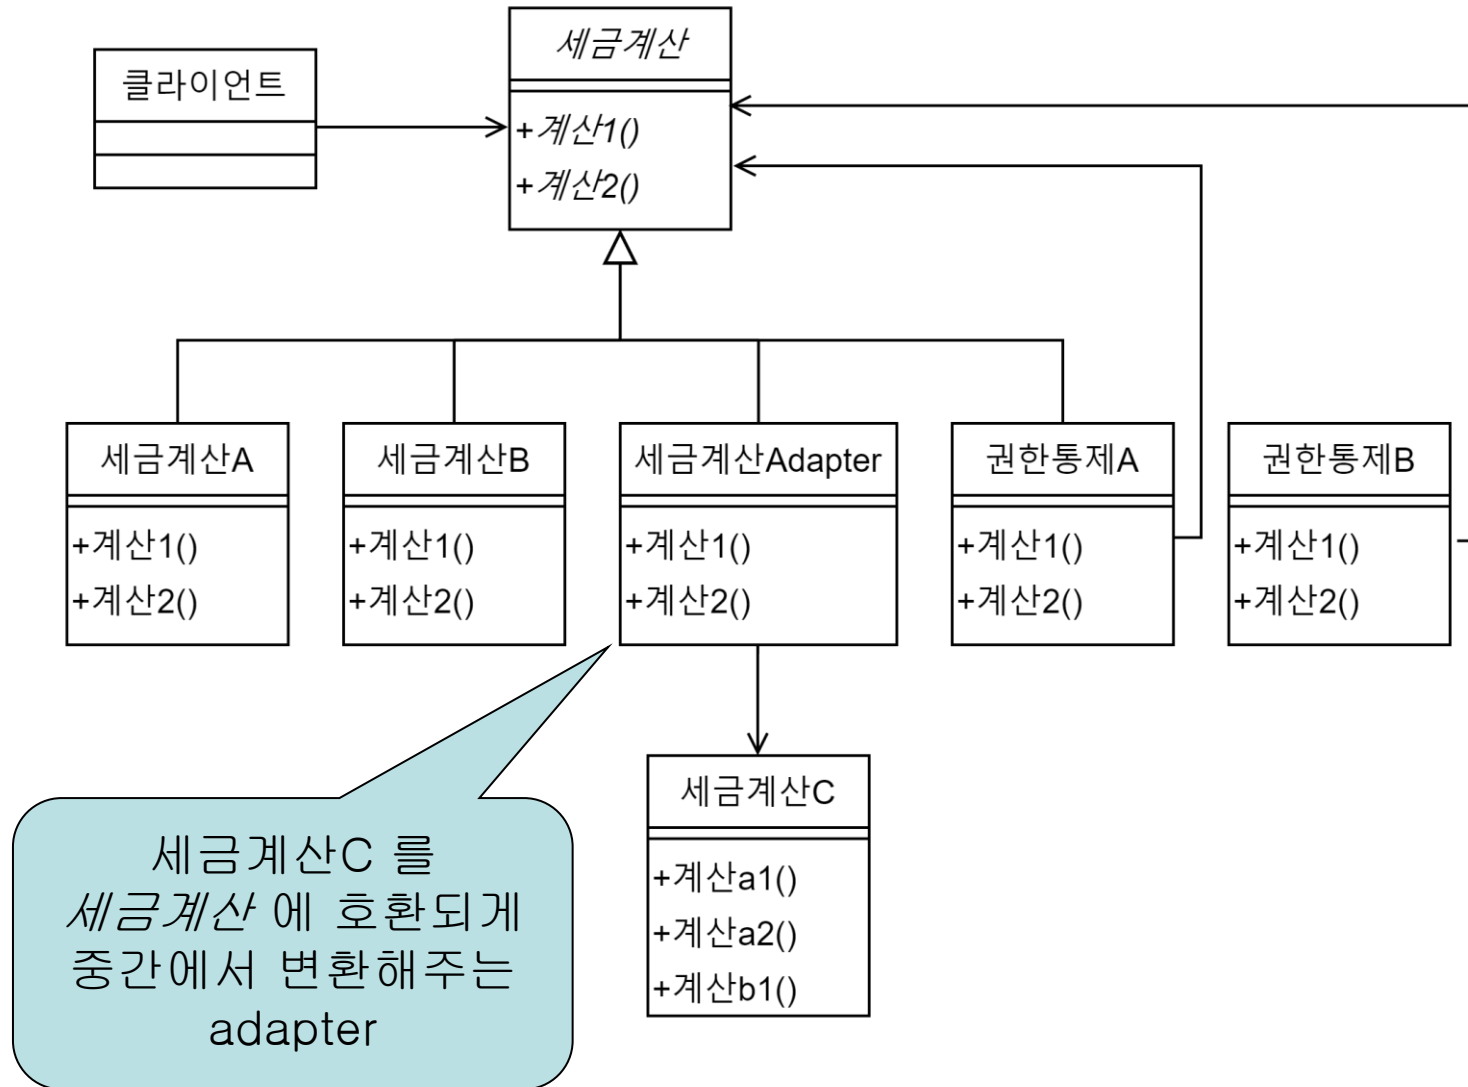 클라이언트
세금계산
+계산1()
+계산2()
세금계산A
+계산1()
+계산2()
세금계산B
+계산1()
+계산2()
세금계산Adapter
+계산1()
+계산2()
권한통제A
+계산1()
+계산2()
권한통제B
+계산1()
+계산2()
세금계산C
+계산a1()
+계산a2()
+계산b1()
세금계산C 를
세금계산 에 호환되게
중간에서 변환해주는
adapter